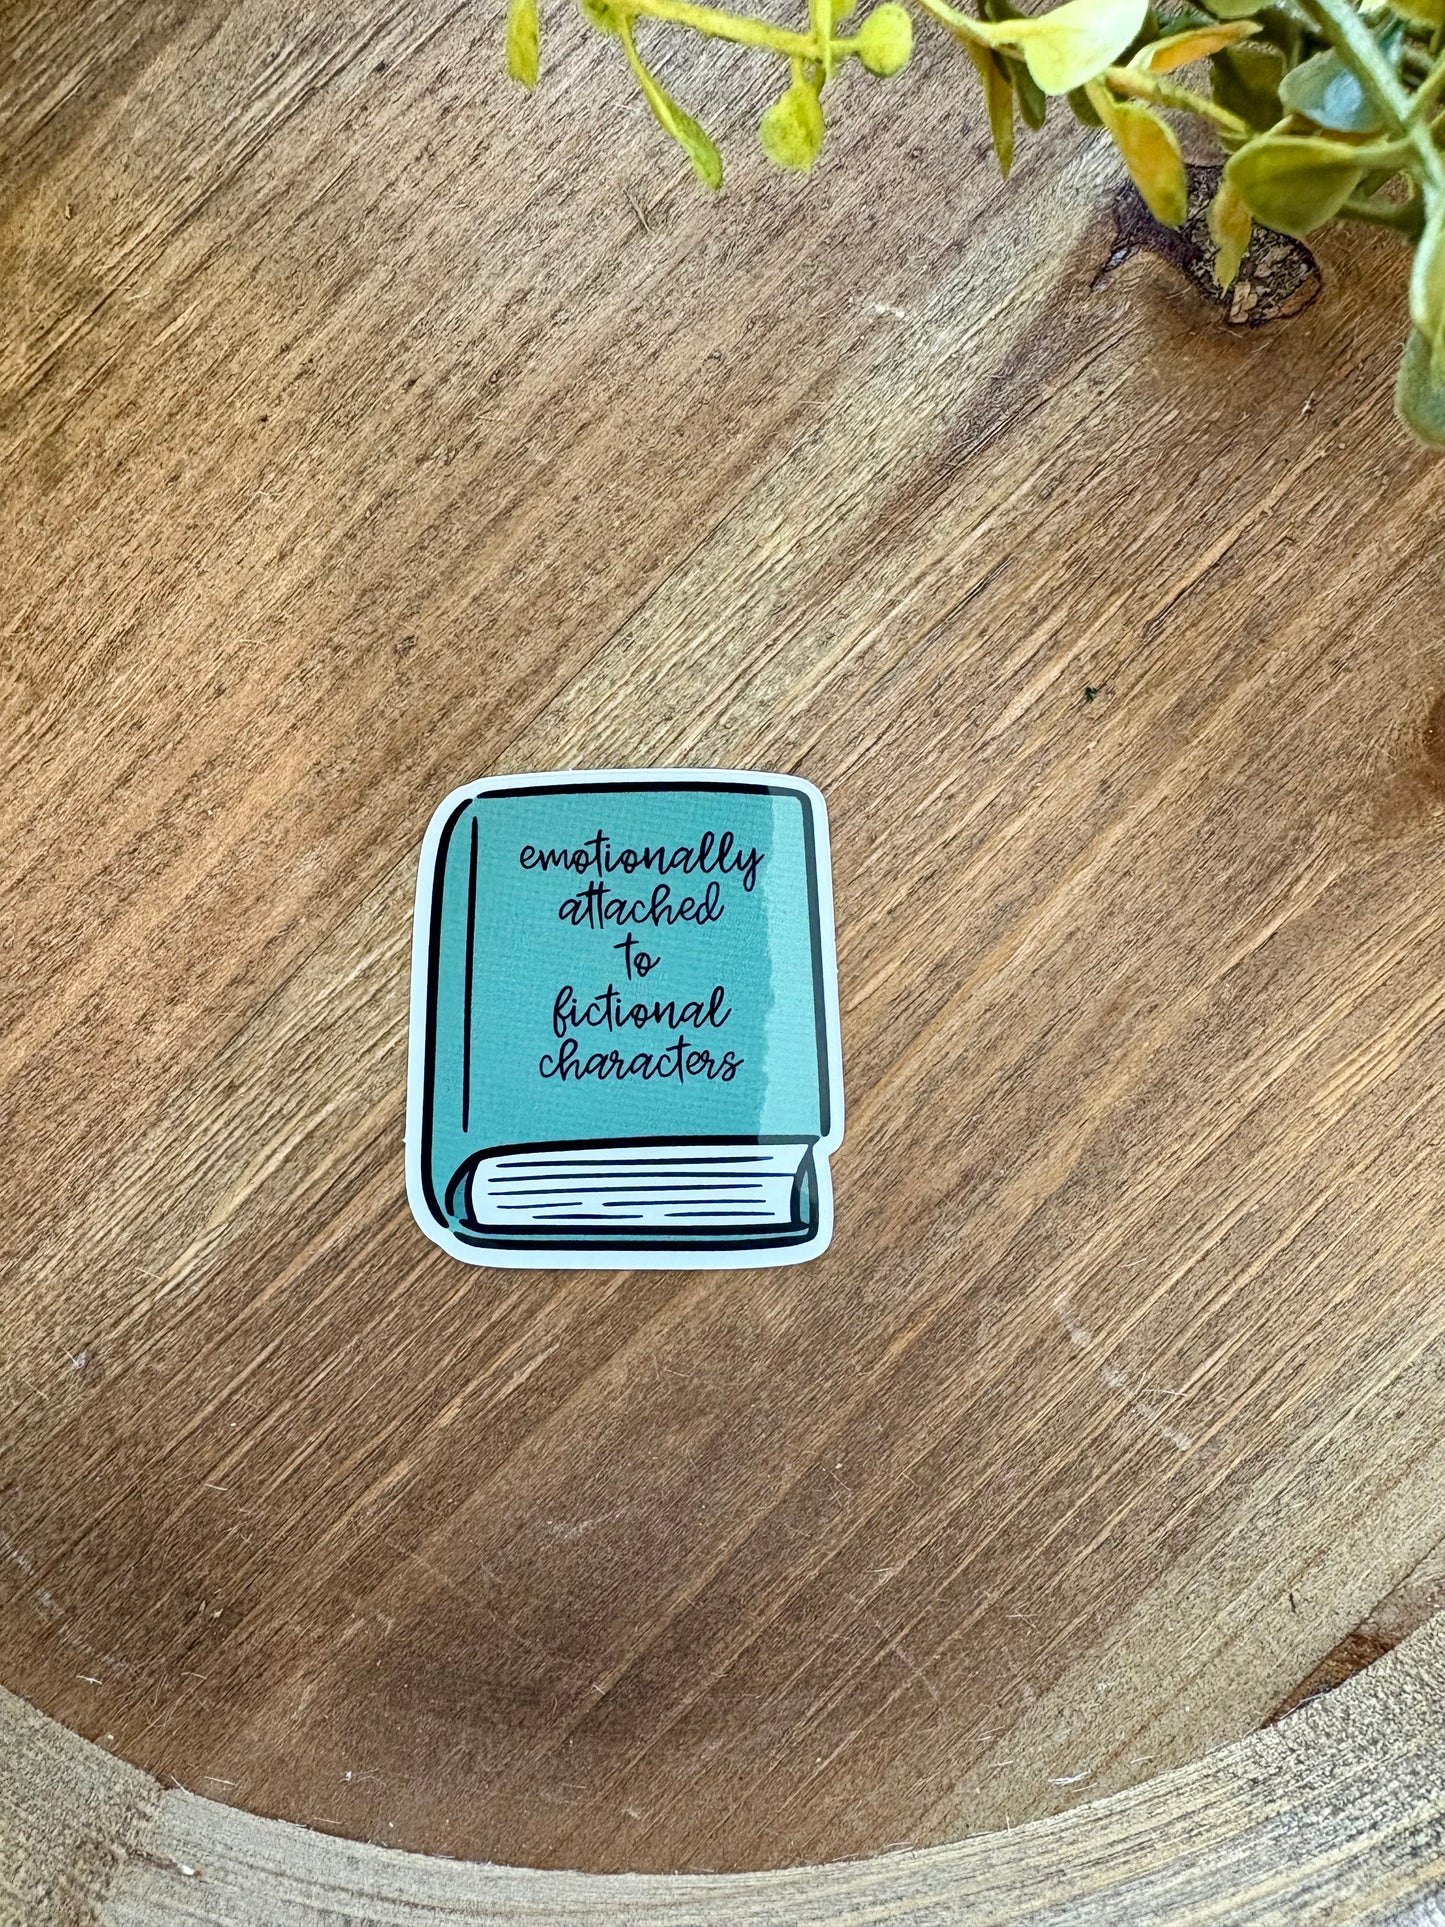 emotionally
attached
to
fictional
characters